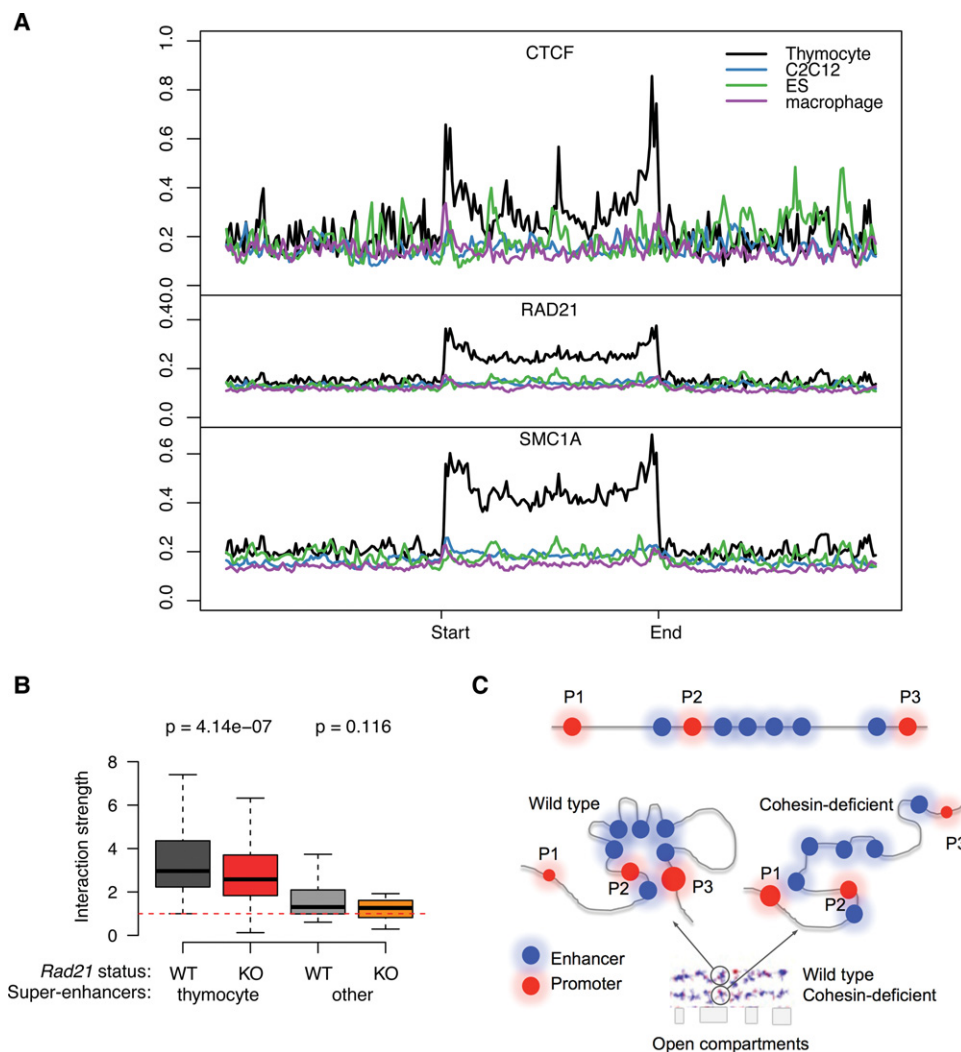 A
CTCF
Thymocyte
C2C12
ES
macrophage
1.0
0.8
0.6
0.4
0.2
0.0
RAD21
0.40
0.2
0.0
SMC1A
0.6
0.4
0.2
0.0
Start
End
B
p = 4.14e−07
p = 0.116
Interaction strength
8
6
4
2
0
Rad21 status: WT KO WT KO
Super-enhancers: thymocyte other
C
P1 P2 P3
Wild type
Cohesin-deficient
P1
P2
P3
P1
P2
P3
Enhancer
Promoter
Wild type
Cohesin-deficient
Open compartments